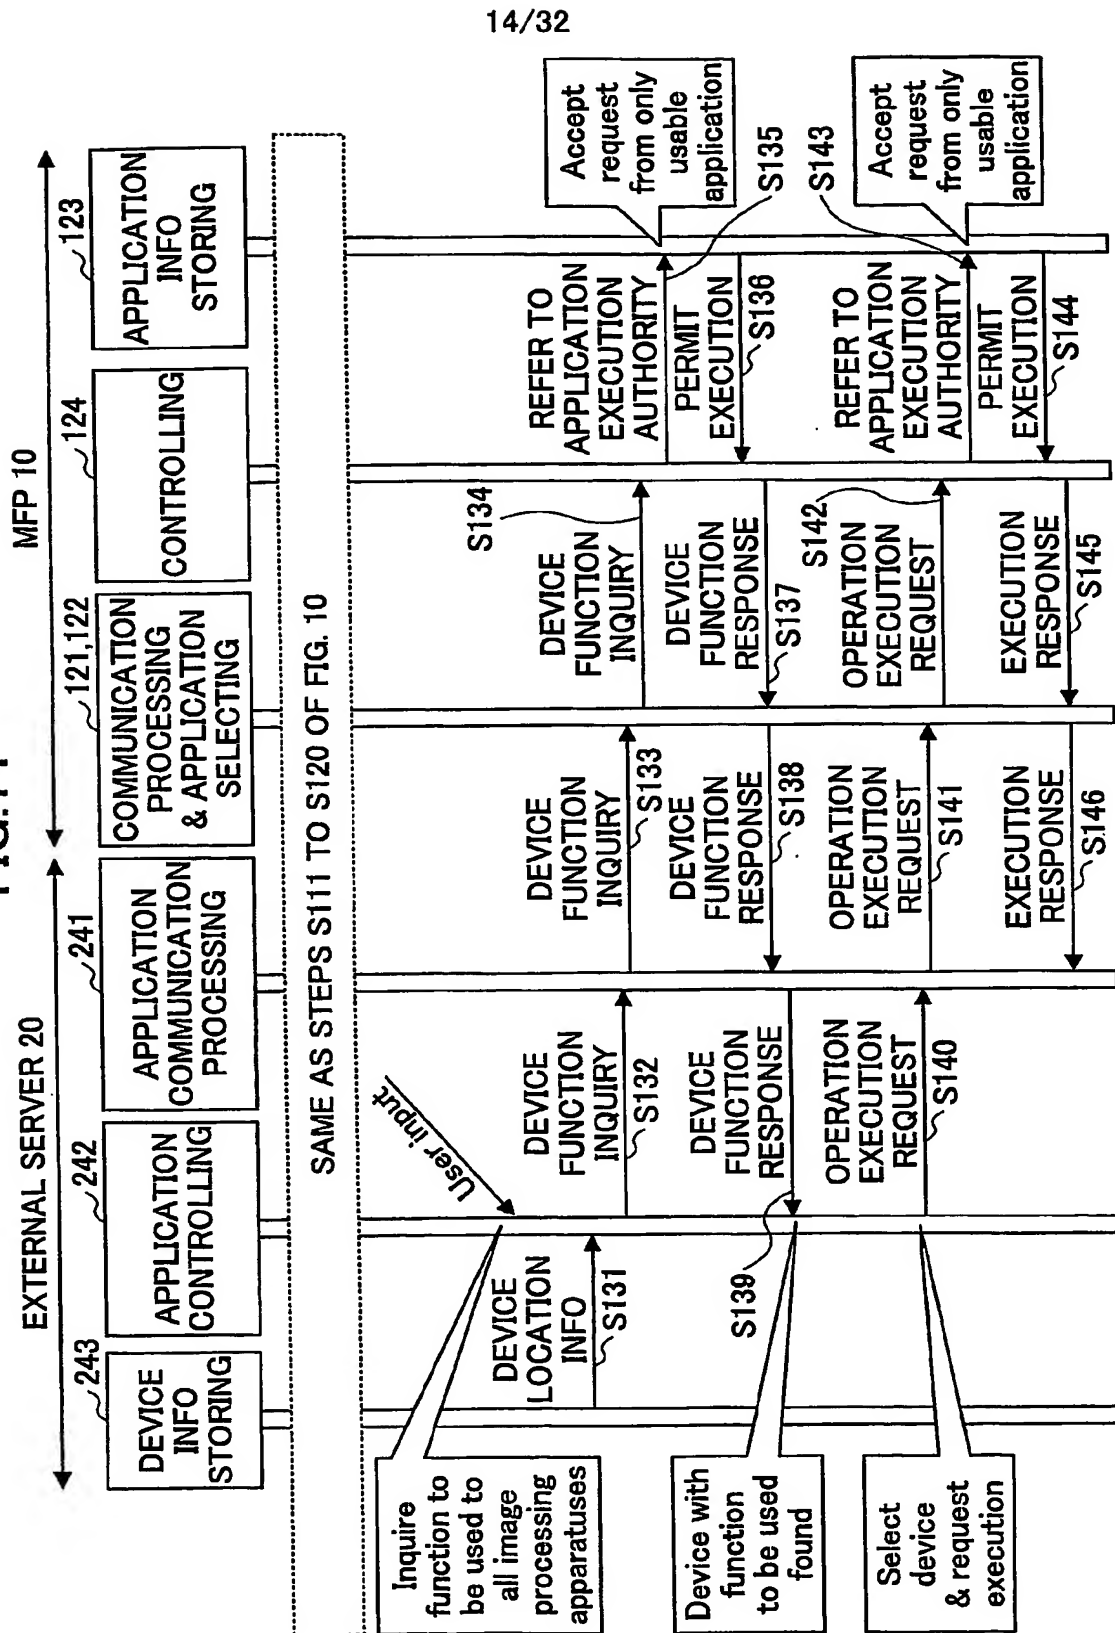 14/32
FIG.11
EXTERNAL SERVER 20
MFP 10
243
DEVICE
INFO
STORING
242
APPLICATION
CONTROLLING
241
APPLICATION
COMMUNICATION
PROCESSING
121,122
COMMUNICATION
PROCESSING
& APPLICATION
SELECTING
124
CONTROLLING
123
APPLICATION
INFO
STORING
SAME AS STEPS S111 TO S120 OF FIG. 10
User input
Inquire
function to
be used to
all image
processing
apparatuses
DEVICE
LOCATION
INFO
S131
DEVICE
FUNCTION
INQUIRY
S132
DEVICE
FUNCTION
INQUIRY
S133
DEVICE
FUNCTION
INQUIRY
S134
REFER TO
APPLICATION
EXECUTION
AUTHORITY
S135
Accept
request
from only
usable
application
PERMIT
EXECUTION
S136
DEVICE
FUNCTION
RESPONSE
S137
DEVICE
FUNCTION
RESPONSE
S138
DEVICE
FUNCTION
RESPONSE
S139
Device with
function
to be used
found
Select
device
& request
execution
OPERATION
EXECUTION
REQUEST
S140
OPERATION
EXECUTION
REQUEST
S141
OPERATION
EXECUTION
REQUEST
S142
REFER TO
APPLICATION
EXECUTION
AUTHORITY
S143
Accept
request
from only
usable
application
PERMIT
EXECUTION
S144
EXECUTION
RESPONSE
S145
EXECUTION
RESPONSE
S146